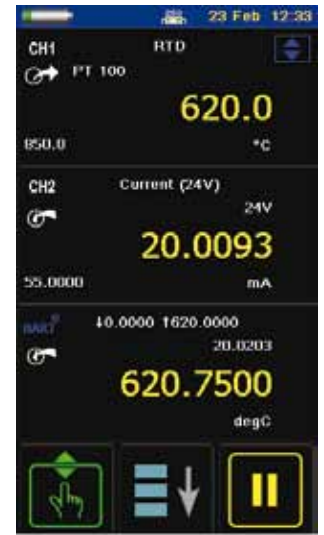 23 Feb 12:33
CH1 RTD
PT 100
620.0
850.0 °C
CH2 Current (24V)
24V
20.0093
55.0000 mA
HART ↓0.0000 ↑620.0000
20.0203
620.7500
degC